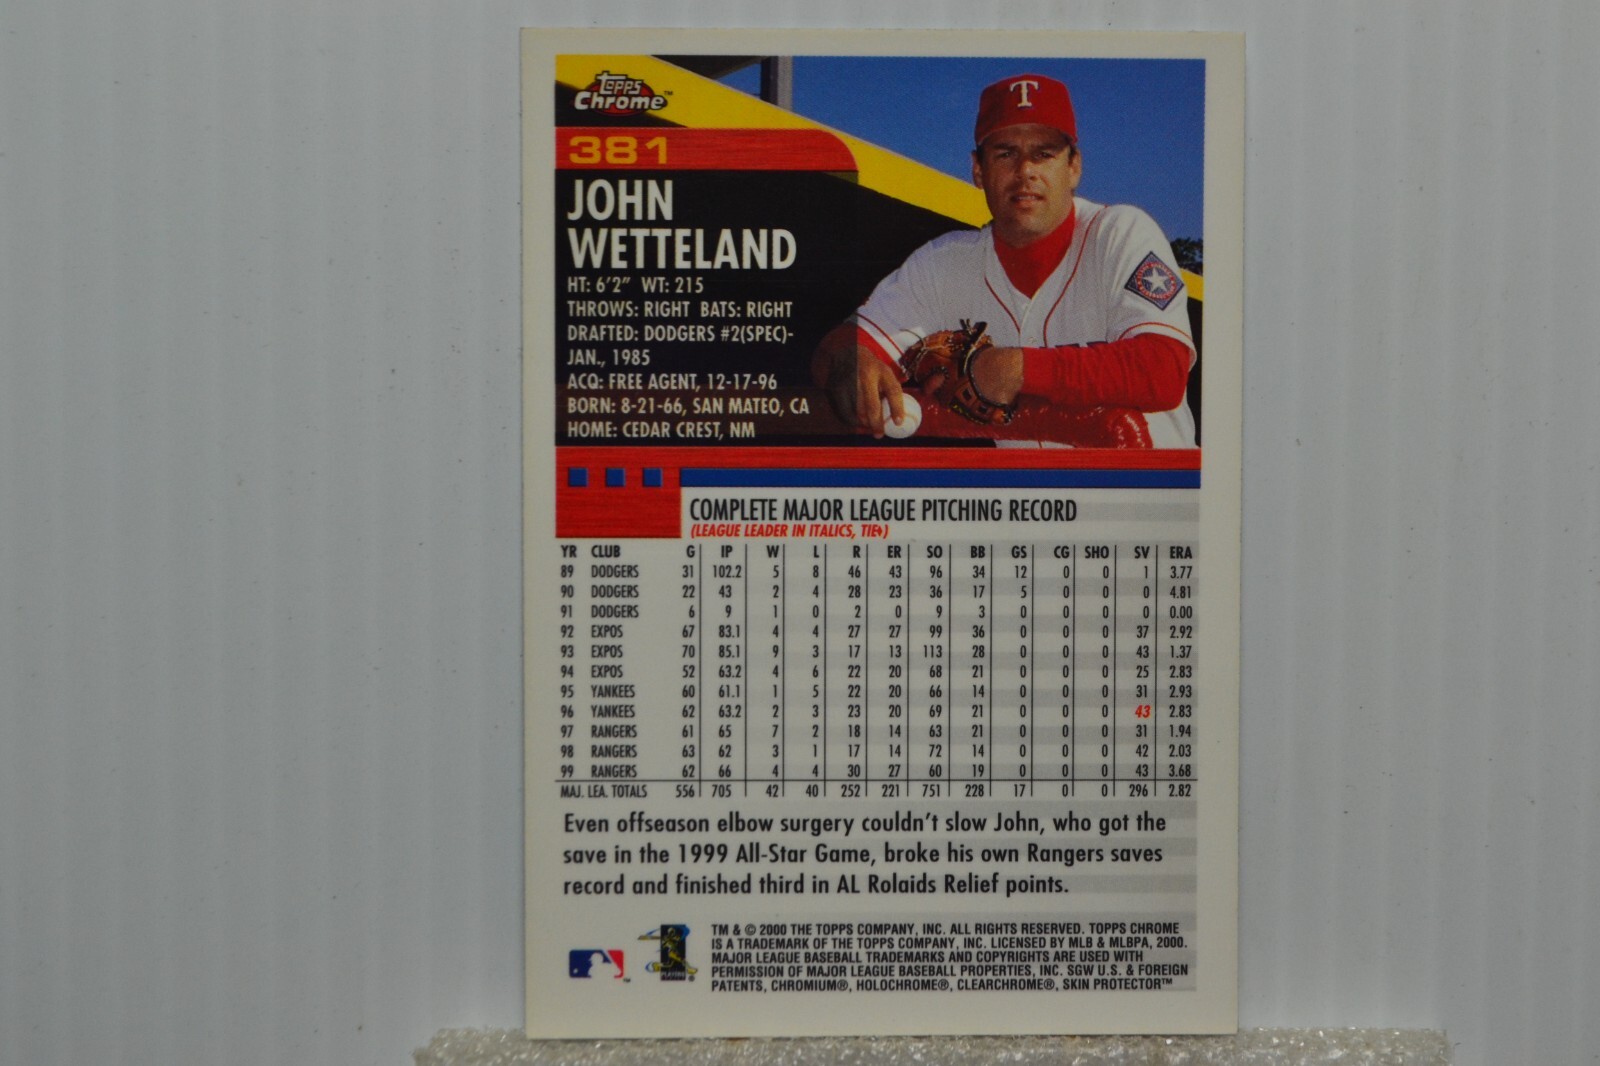 Topps
Chrome™
381
JOHN
WETTELAND
HT: 6'2" WT: 215
THROWS: RIGHT BATS: RIGHT
DRAFTED: DODGERS #2(SPEC)-
JAN., 1985
ACQ: FREE AGENT, 12-17-96
BORN: 8-21-66, SAN MATEO, CA
HOME: CEDAR CREST, NM
T
COMPLETE MAJOR LEAGUE PITCHING RECORD
(LEAGUE LEADER IN ITALICS, TIE♦)
YR CLUB G IP W L R ER SO BB GS CG SHO SV ERA
89 DODGERS 31 102.2 5 8 46 43 96 34 12 0 0 1 3.77
90 DODGERS 22 43 2 4 28 23 36 17 5 0 0 0 4.81
91 DODGERS 6 9 1 0 2 0 9 3 0 0 0 0 0.00
92 EXPOS 67 83.1 4 4 27 27 99 36 0 0 0 37 2.92
93 EXPOS 70 85.1 9 3 17 13 113 28 0 0 0 43 1.37
94 EXPOS 52 63.2 4 6 22 20 68 21 0 0 0 25 2.83
95 YANKEES 60 61.1 1 5 22 20 66 14 0 0 0 31 2.93
96 YANKEES 62 63.2 2 3 23 20 69 21 0 0 0 43 2.83
97 RANGERS 61 65 7 2 18 14 63 21 0 0 0 31 1.94
98 RANGERS 63 62 3 1 17 14 72 14 0 0 0 42 2.03
99 RANGERS 62 66 4 4 30 27 60 19 0 0 0 43 3.68
MAJ. LEA. TOTALS 556 705 42 40 252 221 751 228 17 0 0 296 2.82
Even offseason elbow surgery couldn't slow John, who got the
save in the 1999 All-Star Game, broke his own Rangers saves
record and finished third in AL Rolaids Relief points.
TM & © 2000 THE TOPPS COMPANY, INC. ALL RIGHTS RESERVED. TOPPS CHROME
IS A TRADEMARK OF THE TOPPS COMPANY, INC. LICENSED BY MLB & MLBPA, 2000.
MAJOR LEAGUE BASEBALL TRADEMARKS AND COPYRIGHTS ARE USED WITH
PERMISSION OF MAJOR LEAGUE BASEBALL PROPERTIES, INC. SGW U.S. & FOREIGN
PATENTS, CHROMIUM®, HOLOCHROME®, CLEARCHROME®, SKIN PROTECTOR™